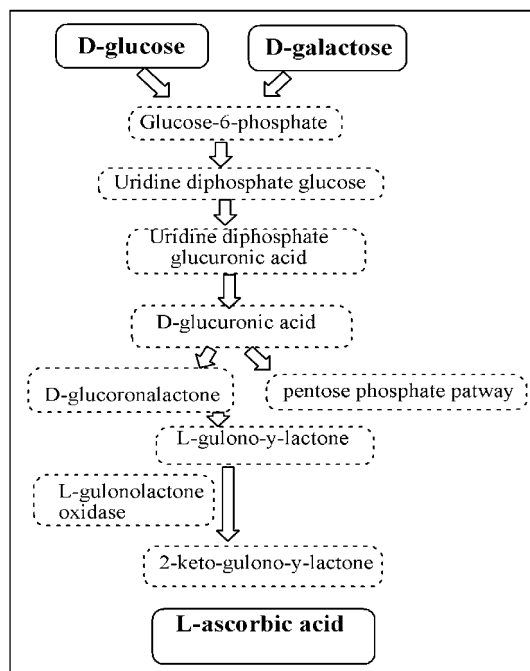 D-glucose
D-galactose
Glucose-6-phosphate
Uridine diphosphate glucose
Uridine diphosphate
glucuronic acid
D-glucuronic acid
D-glucoronalactone
pentose phosphate patway
L-gulono-y-lactone
L-gulonolactone
oxidase
2-keto-gulono-y-lactone
L-ascorbic acid